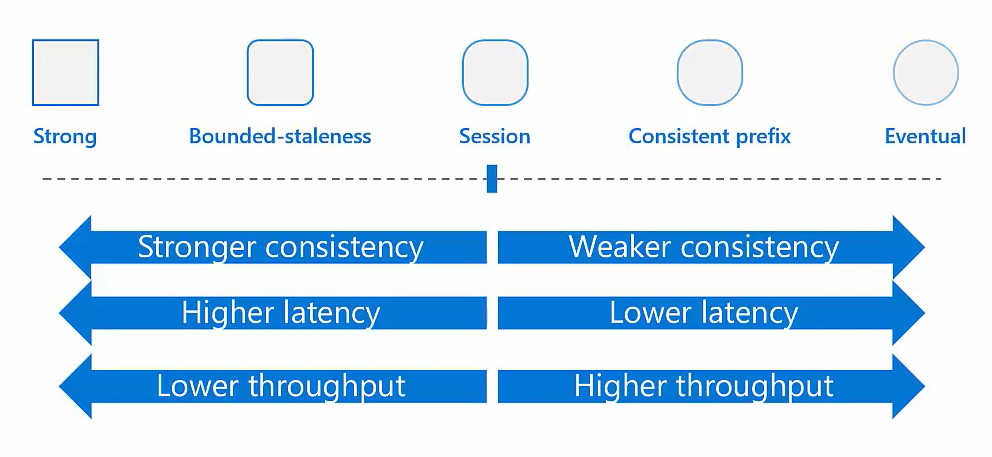 Strong
Bounded-staleness
Session
Consistent prefix
Eventual
Stronger consistency
Weaker consistency
Higher latency
Lower latency
Lower throughput
Higher throughput